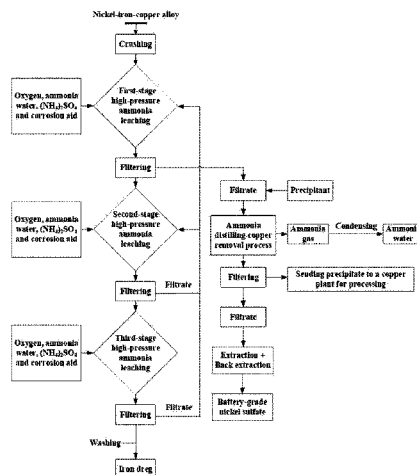 Nickel-iron-copper alloy
Crashing
Oxygen, ammonia
water, (NH4)2SO4
and corrosion aid
First-stage
high-pressure
ammonia
leaching
Filtering
Filtrate
Precipitant
Oxygen, ammonia
water, (NH4)2SO4
and corrosion aid
Second-stage
high-pressure
ammonia
leaching
Ammonia
distilling-copper
removal process
Ammonia
gas
Condensing
Ammonia
water
Filtering
Filtrate
Filtering
Sending precipitate to a copper
plant for processing
Filtrate
Oxygen, ammonia
water, (NH4)2SO4
and corrosion aid
Third-stage
high-pressure
ammonia
leaching
Extraction +
Back extraction
Filtering
Filtrate
Battery-grade
nickel sulfate
Washing
Iron dreg